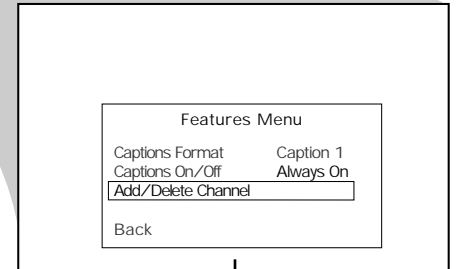 Features Menu
Captions Format Caption 1
Captions On/Off Always On
Add/Delete Channel
Back